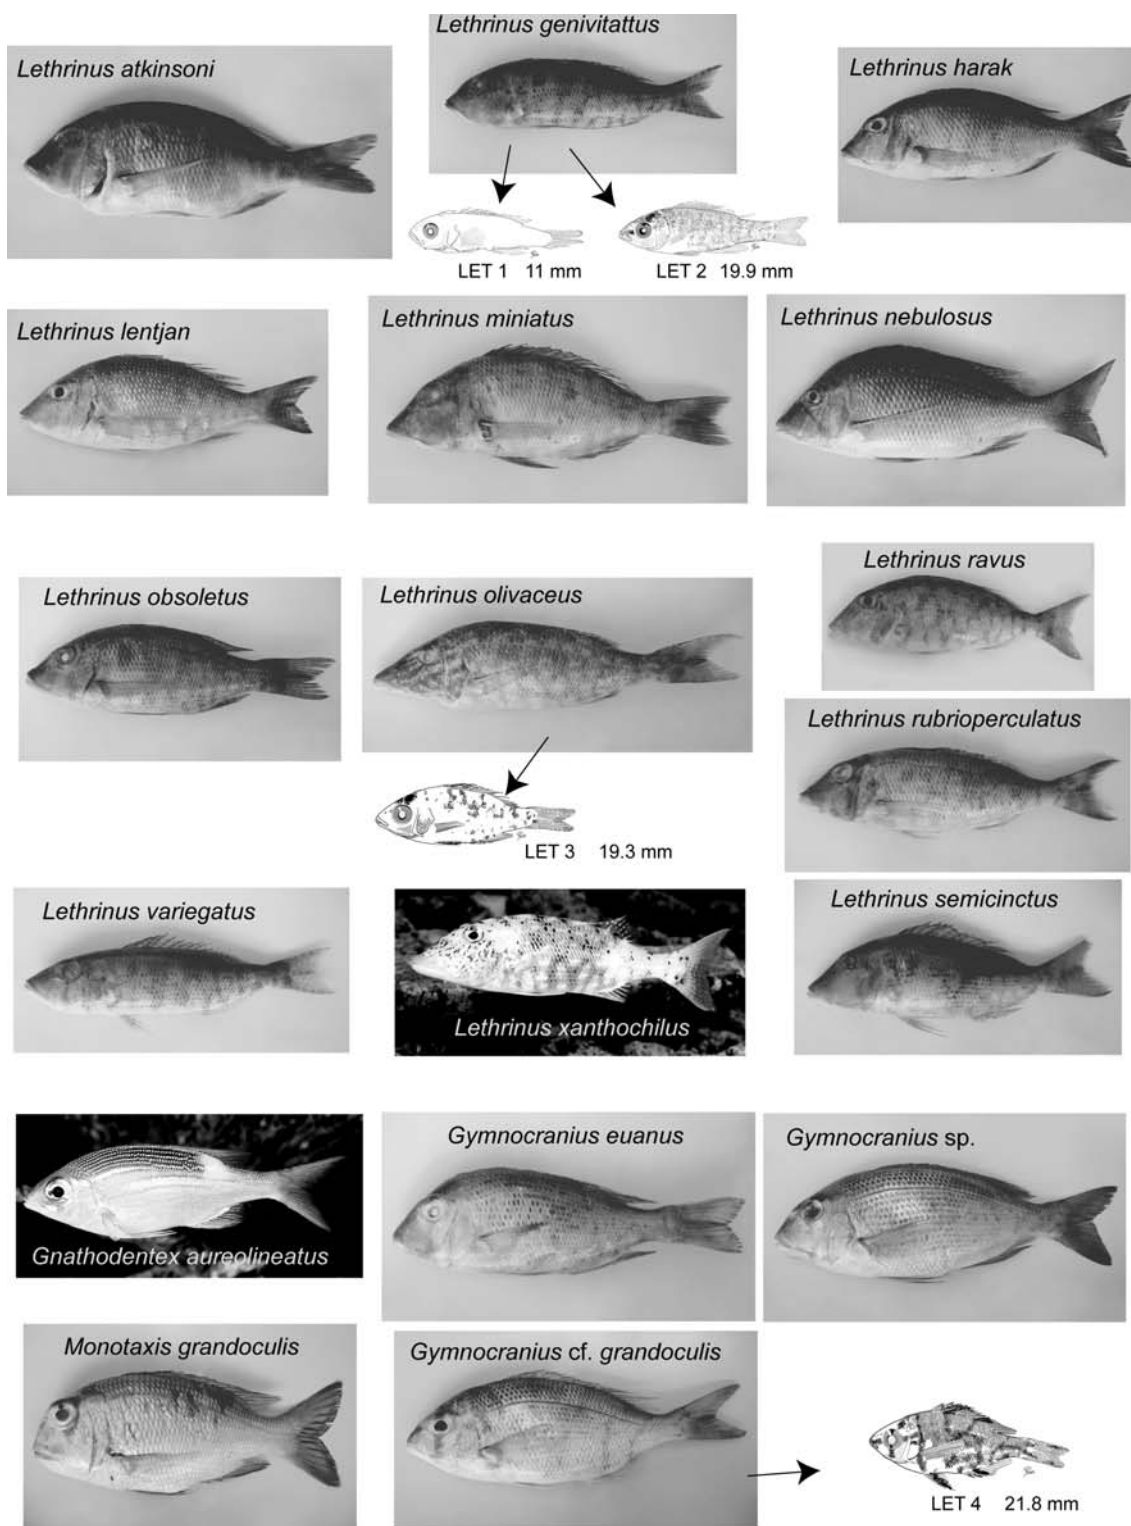 Lethrinus genivitattus
Lethrinus atkinsoni
Lethrinus harak
LET 1 11 mm
LET 2 19.9 mm
Lethrinus lentjan
Lethrinus miniatus
Lethrinus nebulosus
Lethrinus ravus
Lethrinus obsoletus
Lethrinus olivaceus
Lethrinus rubrioperculatus
LET 3 19.3 mm
Lethrinus variegatus
Lethrinus semicinctus
Lethrinus xanthochilus
Gymnocranius euanus
Gymnocranius sp.
Gnathodentex aureolineatus
Monotaxis grandoculis
Gymnocranius cf. grandoculis
LET 4 21.8 mm